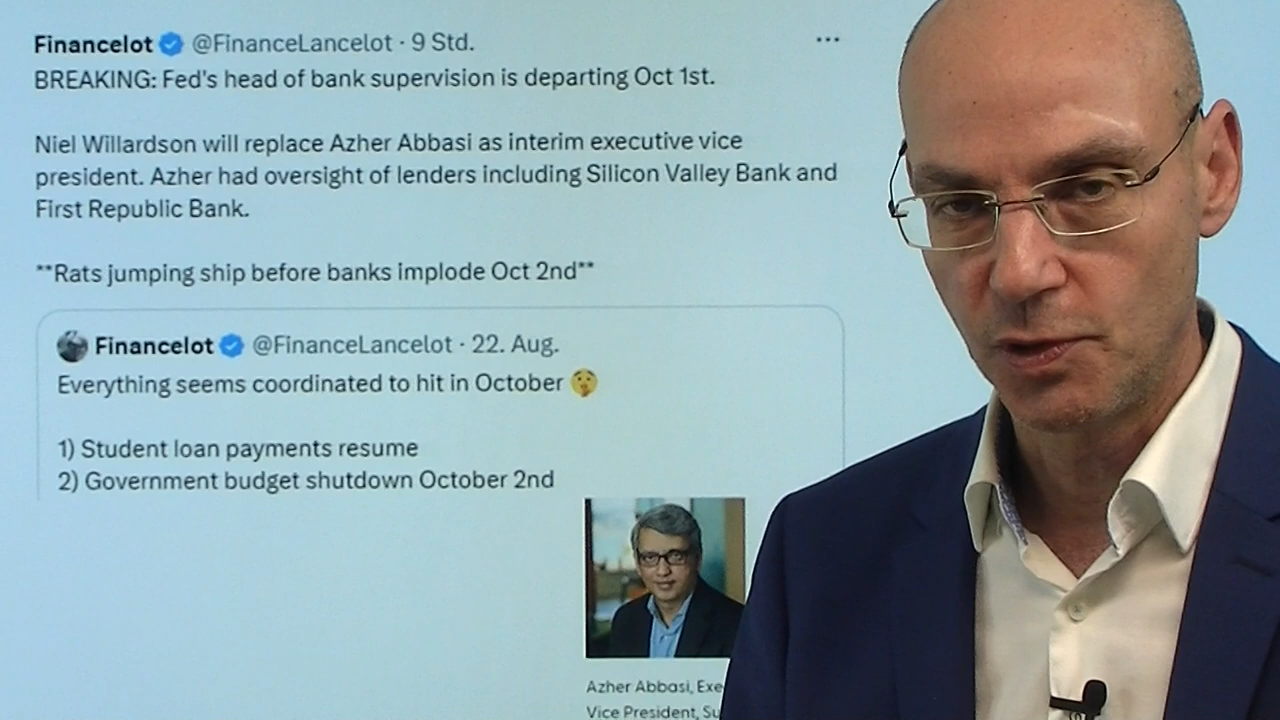 Financelot @FinanceLancelot · 9 Std. ...
BREAKING: Fed's head of bank supervision is departing Oct 1st.
Niel Willardson will replace Azher Abbasi as interim executive vice
president. Azher had oversight of lenders including Silicon Valley Bank and
First Republic Bank.
**Rats jumping ship before banks implode Oct 2nd**
Financelot @FinanceLancelot · 22. Aug.
Everything seems coordinated to hit in October 🤫
1) Student loan payments resume
2) Government budget shutdown October 2nd
Azher Abbasi, Exe
Vice President, Su